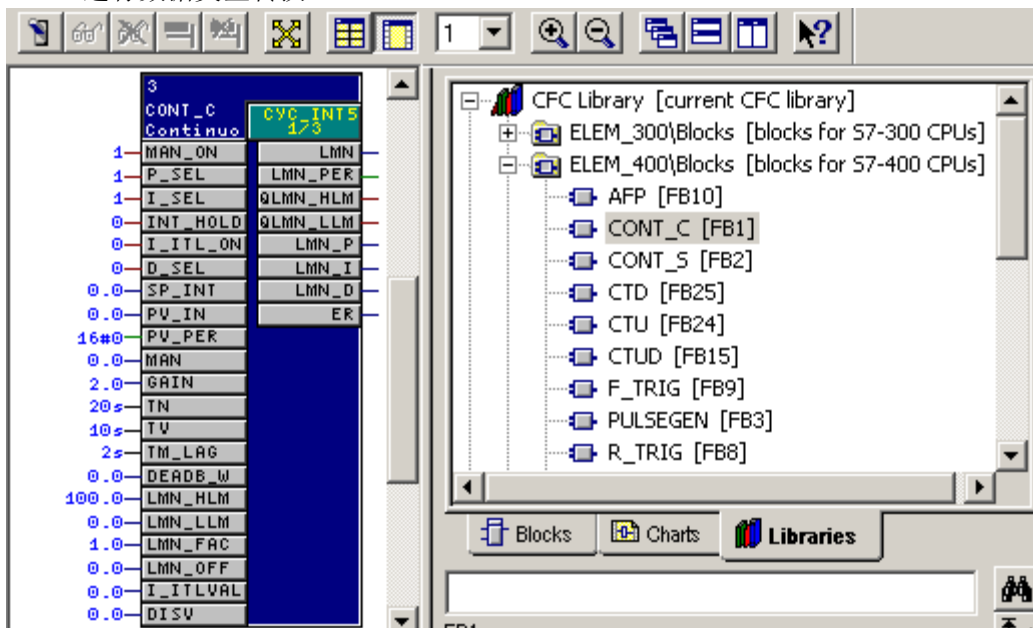 1
3
CONT_C
Continuo
CYC_INT5
1/3
1 MAN_ON LMN
1 P_SEL LMN_PER
1 I_SEL QLMN_HLM
0 INT_HOLD QLMN_LLM
0 I_ITL_ON LMN_P
0 D_SEL LMN_I
0.0 SP_INT LMN_D
0.0 PV_IN ER
16#0 PV_PER
0.0 MAN
2.0 GAIN
20s TN
10s TV
2s TM_LAG
0.0 DEADB_W
100.0 LMN_HLM
0.0 LMN_LLM
1.0 LMN_FAC
0.0 LMN_OFF
0.0 I_ITLVAL
0.0 DISV
CFC Library [current CFC library]
ELEM_300\Blocks [blocks for S7-300 CPUs]
ELEM_400\Blocks [blocks for S7-400 CPUs]
AFP [FB10]
CONT_C [FB1]
CONT_S [FB2]
CTD [FB25]
CTU [FB24]
CTUD [FB15]
F_TRIG [FB9]
PULSEGEN [FB3]
R_TRIG [FB8]
Blocks Charts Libraries